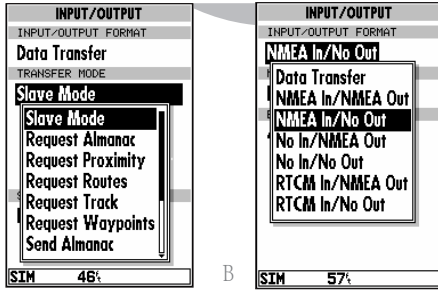 INPUT/OUTPUT
INPUT/OUTPUT FORMAT
Data Transfer
TRANSFER MODE
Slave Mode
Slave Mode
Request Almanac
Request Proximity
Request Routes
Request Track
Request Waypoints
Send Almanac
SIM 46
B
INPUT/OUTPUT
INPUT/OUTPUT FORMAT
NMEA In/No Out
Data Transfer
NMEA In/NMEA Out
NMEA In/No Out
No In/NMEA Out
No In/No Out
RTCM In/NMEA Out
RTCM In/No Out
SIM 57